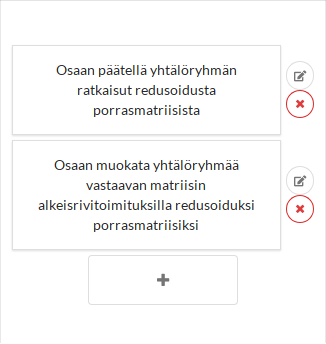 Osaan päätellä yhtälöryhmän
ratkaisut redusoidusta
porrasmatriisista
Osaan muokata yhtälöryhmää
vastaavan matriisin
alkeisrivitoimituksilla redusoiduksi
porrasmatriisiksi